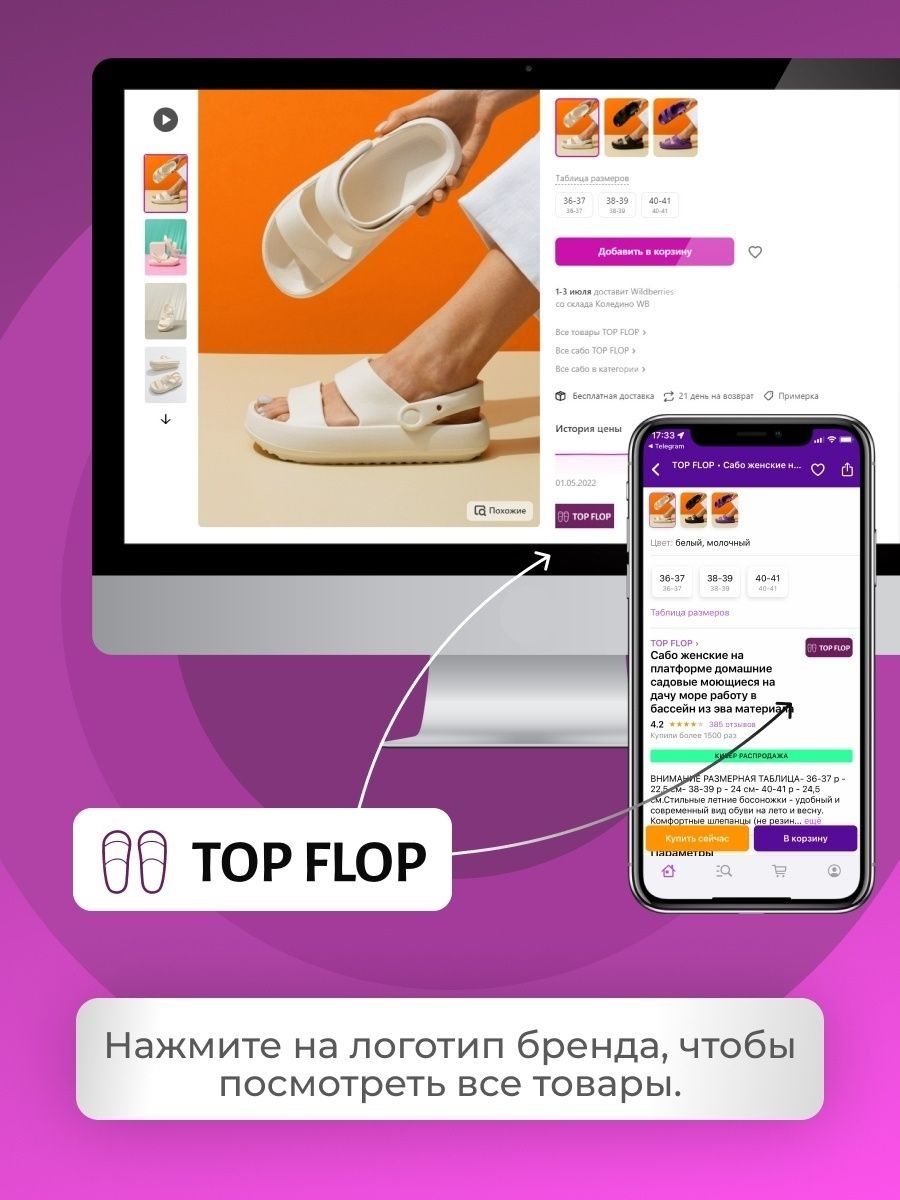 Таблица размеров
36-37
36-37
38-39
38-39
40-41
40-41
Добавить в корзину
1-3 июля доставит Wildberries
со склада Коледино WB
Все товары TOP FLOP ›
Все сабо TOP FLOP ›
Все сабо в категории ›
Бесплатная доставка
21 день на возврат
Примерка
История цены
01.05.2022
TOP FLOP
Похожие
17:33
◂ Telegram
TOP FLOP • Сабо женские н...
Цвет: белый, молочный
36-37
36-37
38-39
38-39
40-41
40-41
Таблица размеров
TOP FLOP ›
TOP FLOP
Сабо женские на
платформе домашние
садовые моющиеся на
дачу море работу в
бассейн из эва материала
4.2 ★★★★★ 385 отзывов
Купили более 1500 раз
КИБЕР РАСПРОДАЖА
ВНИМАНИЕ РАЗМЕРНАЯ ТАБЛИЦА- 36-37 р -
22,5 см- 38-39 р - 24 см- 40-41 р - 24,5
см.Стильные летние босоножки - удобный и
современный вид обуви на лето и весну.
Комфортные шлепанцы (не резин... ещё
Купить сейчас
В корзину
Параметры
TOP FLOP
Нажмите на логотип бренда, чтобы
посмотреть все товары.